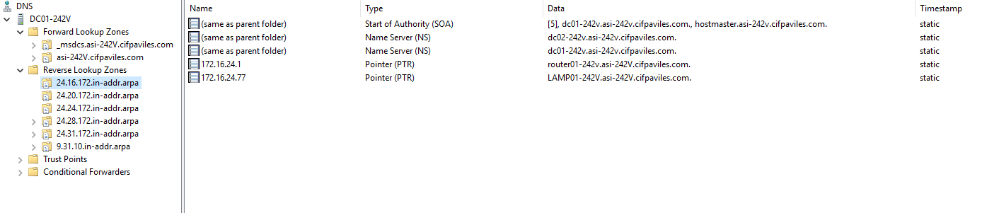 DNS
DC01-242V
Forward Lookup Zones
_msdcs.asi-242V.cifpaviles.com
asi-242V.cifpaviles.com
Reverse Lookup Zones
24.16.172.in-addr.arpa
24.20.172.in-addr.arpa
24.24.172.in-addr.arpa
24.28.172.in-addr.arpa
24.31.172.in-addr.arpa
9.31.10.in-addr.arpa
Trust Points
Conditional Forwarders
Name Type Data Timestamp
(same as parent folder) Start of Authority (SOA) [5], dc01-242v.asi-242v.cifpaviles.com., hostmaster.asi-242v.cifpaviles.com. static
(same as parent folder) Name Server (NS) dc02-242v.asi-242v.cifpaviles.com. static
(same as parent folder) Name Server (NS) dc01-242v.asi-242v.cifpaviles.com. static
172.16.24.1 Pointer (PTR) router01-242V.asi-242V.cifpaviles.com. static
172.16.24.77 Pointer (PTR) LAMP01-242V.asi-242V.cifpaviles.com. static